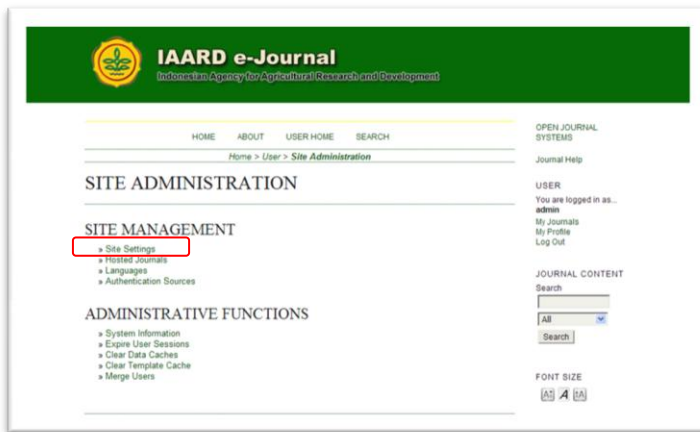 IAARD e-Journal
Indonesian Agency for Agricultural Research and Development
HOME ABOUT USER HOME SEARCH
Home > User > Site Administration
SITE ADMINISTRATION
SITE MANAGEMENT
» Site Settings
» Hosted Journals
» Languages
» Authentication Sources
ADMINISTRATIVE FUNCTIONS
» System Information
» Expire User Sessions
» Clear Data Caches
» Clear Template Cache
» Merge Users
OPEN JOURNAL
SYSTEMS
Journal Help
USER
You are logged in as...
admin
My Journals
My Profile
Log Out
JOURNAL CONTENT
Search
All
Search
FONT SIZE
A A A